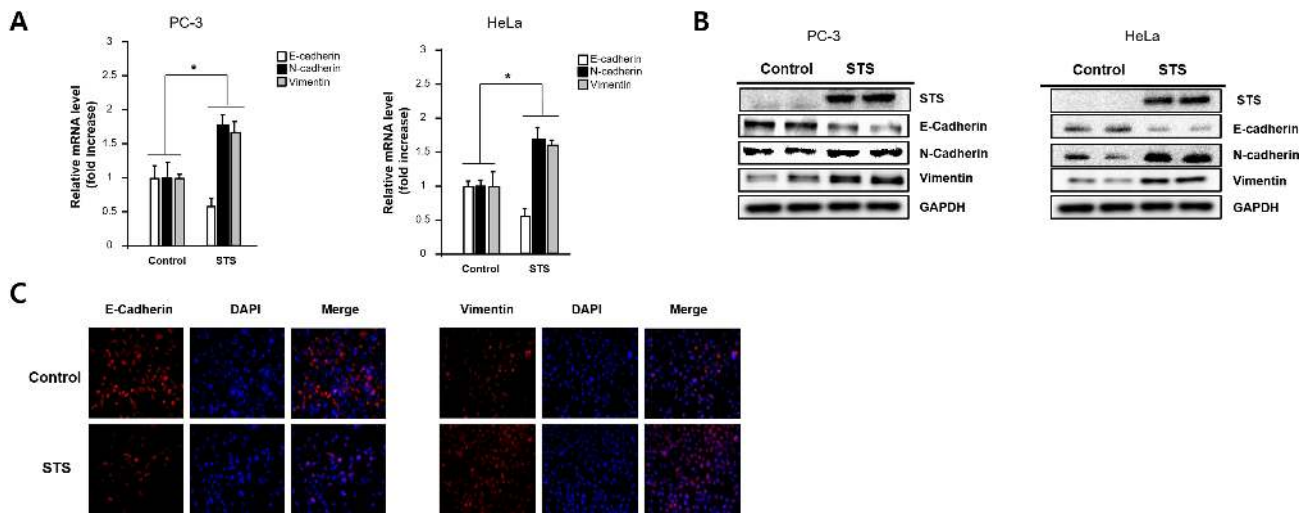 A
PC-3
Relative mRNA level
(fold increase)
3
2.5
2
1.5
1
0.5
0
*
Control
STS
E-cadherin
N-cadherin
Vimentin
HeLa
Relative mRNA level
(fold increase)
3
2.5
2
1.5
1
0.5
0
*
Control
STS
E-cadherin
N-cadherin
Vimentin
B
PC-3
Control
STS
STS
E-Cadherin
N-Cadherin
Vimentin
GAPDH
HeLa
Control
STS
STS
E-cadherin
N-cadherin
Vimentin
GAPDH
C
E-Cadherin
DAPI
Merge
Vimentin
DAPI
Merge
Control
STS